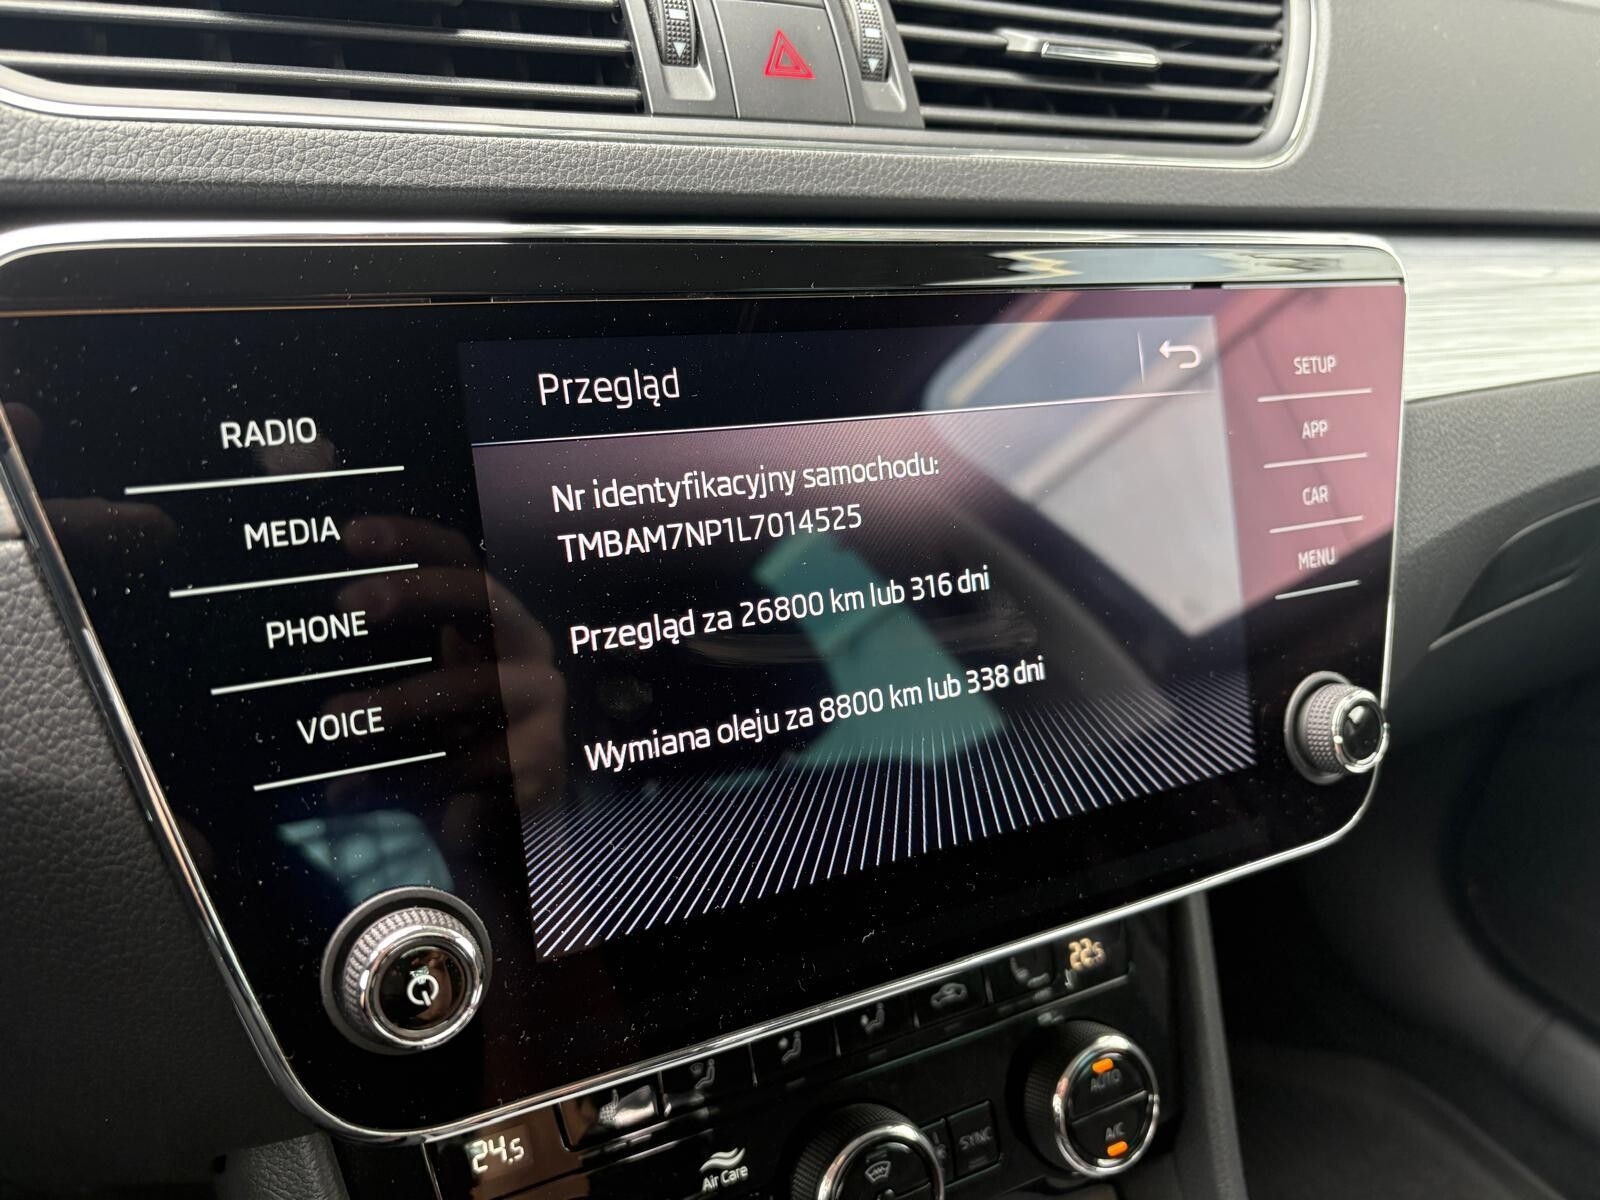 Przegląd
SETUP
RADIO
APP
Nr identyfikacyjny samochodu:
TMBAM7NP1L7014525
CAR
MEDIA
MENU
Przegląd za 26800 km lub 316 dni
PHONE
Wymiana oleju za 8800 km lub 338 dni
VOICE
22.5
AUTO
A/C
SYNC
24.5
Air Care